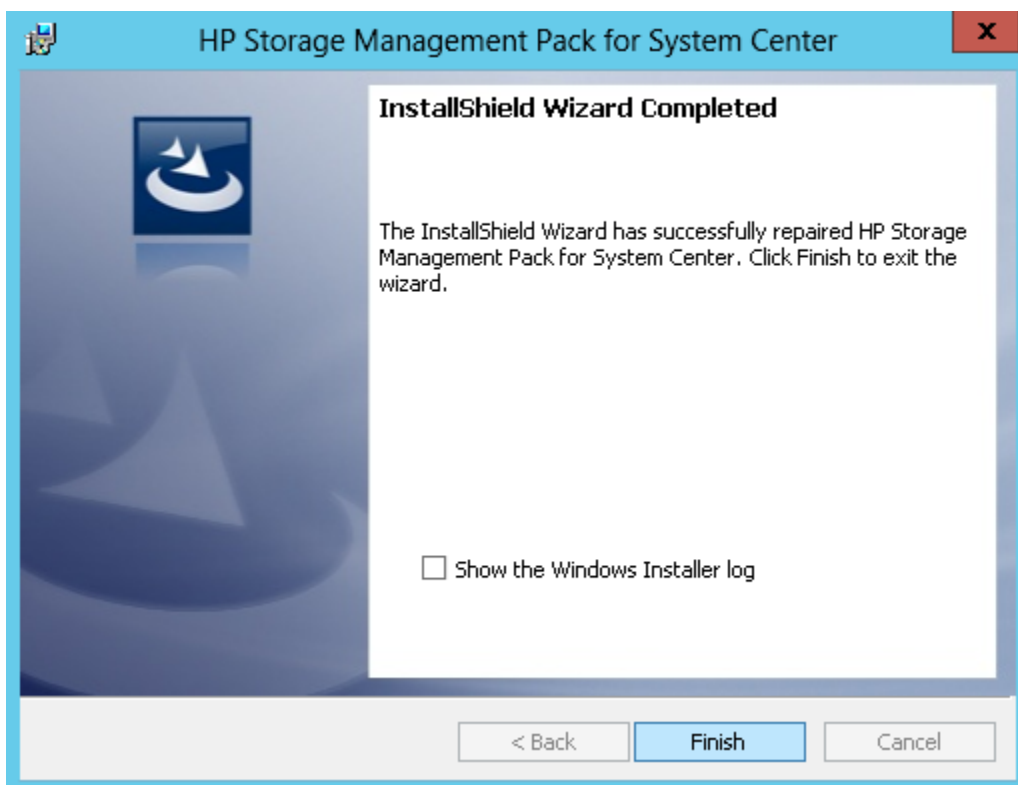 HP Storage Management Pack for System Center
x
InstallShield Wizard Completed
The InstallShield Wizard has successfully repaired HP Storage
Management Pack for System Center. Click Finish to exit the
wizard.
Show the Windows Installer log
< Back
Finish
Cancel